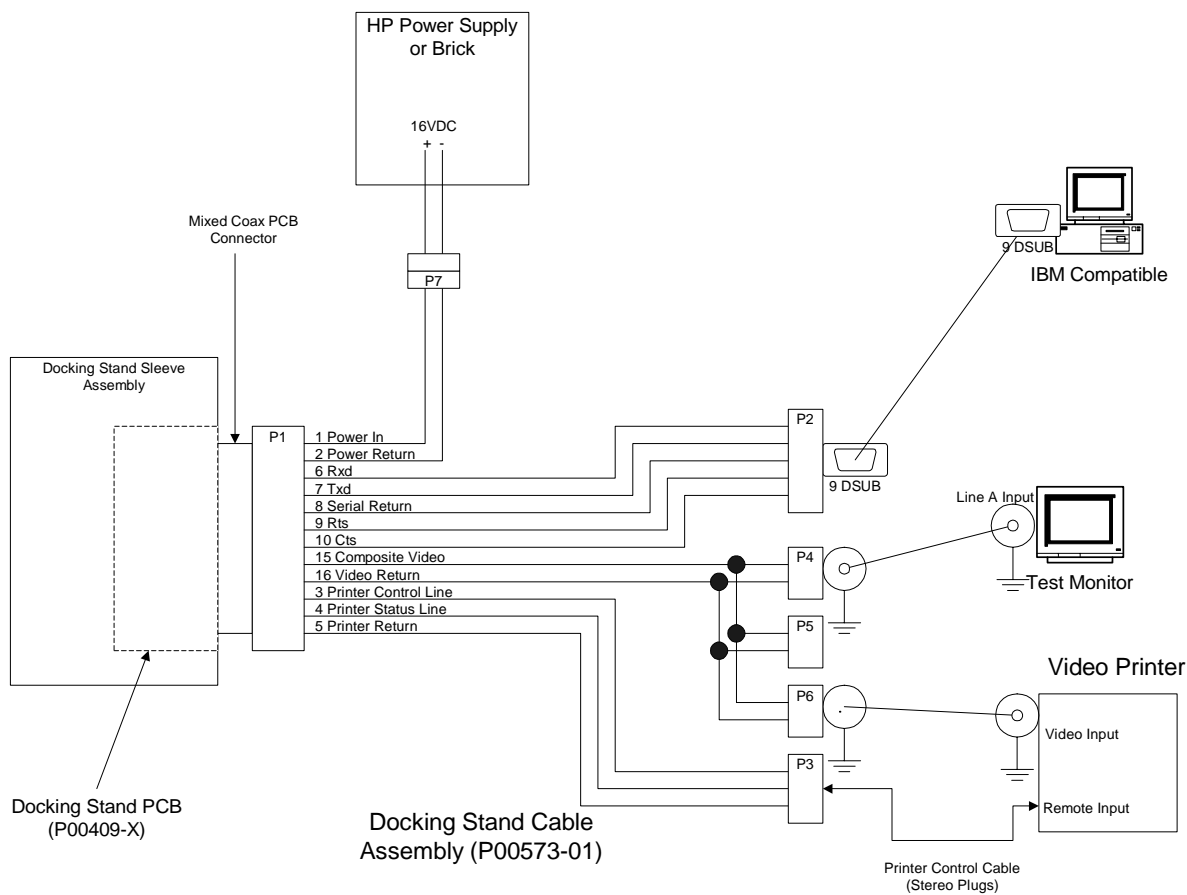 HP Power Supply
or Brick
16VDC
+ -
Mixed Coax PCB
Connector
P7
9 DSUB
IBM Compatible
Docking Stand Sleeve
Assembly
P1
1 Power In
2 Power Return
6 Rxd
7 Txd
8 Serial Return
9 Rts
10 Cts
15 Composite Video
16 Video Return
3 Printer Control Line
4 Printer Status Line
5 Printer Return
P2
9 DSUB
Line A Input
P4
Test Monitor
P5
Video Printer
P6
Video Input
P3
Remote Input
Docking Stand PCB
(P00409-X)
Docking Stand Cable
Assembly (P00573-01)
Printer Control Cable
(Stereo Plugs)